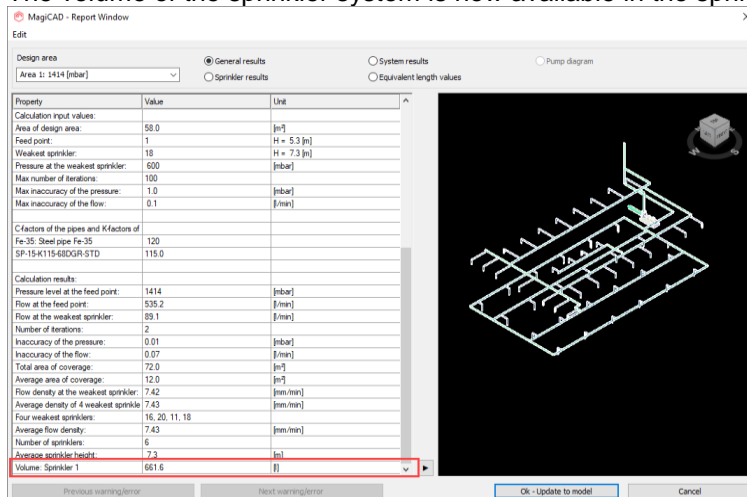 The volume of the sprinkler system is now available in the sprin
MagiCAD - Report Window
Edit
Design area
General results
System results
Pump diagram
Area 1: 1414 [mbar]
Sprinkler results
Equivalent length values
Property Value Unit
Calculation input values:
Area of design area: 58.0 [m²]
Feed point: 1 H = 5.3 [m]
Weakest sprinkler: 18 H = 7.3 [m]
Pressure at the weakest sprinkler: 600 [mbar]
Max number of iterations: 100
Max inaccuracy of the pressure: 1.0 [mbar]
Max inaccuracy of the flow: 0.1 [l/min]
C-factors of the pipes and K-factors of
Fe-35: Steel pipe Fe-35 120
SP-15-K115-68DGR-STD 115.0
Calculation results:
Pressure level at the feed point: 1414 [mbar]
Flow at the feed point: 535.2 [l/min]
Flow at the weakest sprinkler: 89.1 [l/min]
Number of iterations: 2
Inaccuracy of the pressure: 0.01 [mbar]
Inaccuracy of the flow: 0.07 [l/min]
Total area of coverage: 72.0 [m²]
Average area of coverage: 12.0 [m²]
Flow density at the weakest sprinkler: 7.42 [mm/min]
Average density of 4 weakest sprinkle 7.43 [mm/min]
Four weakest sprinklers: 16, 20, 11, 18
Average flow density: 7.43 [mm/min]
Number of sprinklers: 6
Average sprinkler height: 7.3 [m]
Volume: Sprinkler 1 661.6 [l]
Previous warning/error
Next warning/error
Ok - Update to model
Cancel